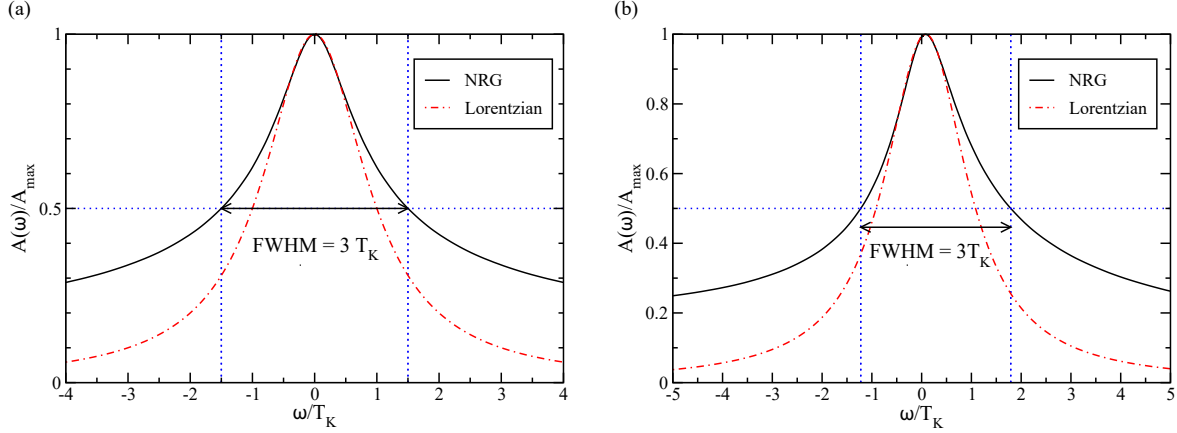 (a)
1
0.5
0
A(ω)/A_max
NRG
Lorentzian
FWHM = 3 T_K
-4 -3 -2 -1 0 1 2 3 4
ω/T_K
(b)
1
0.8
0.6
0.4
0.2
0
A(ω)/A_max
NRG
Lorentzian
FWHM = 3T_K
-5 -4 -3 -2 -1 0 1 2 3 4 5
ω/T_K